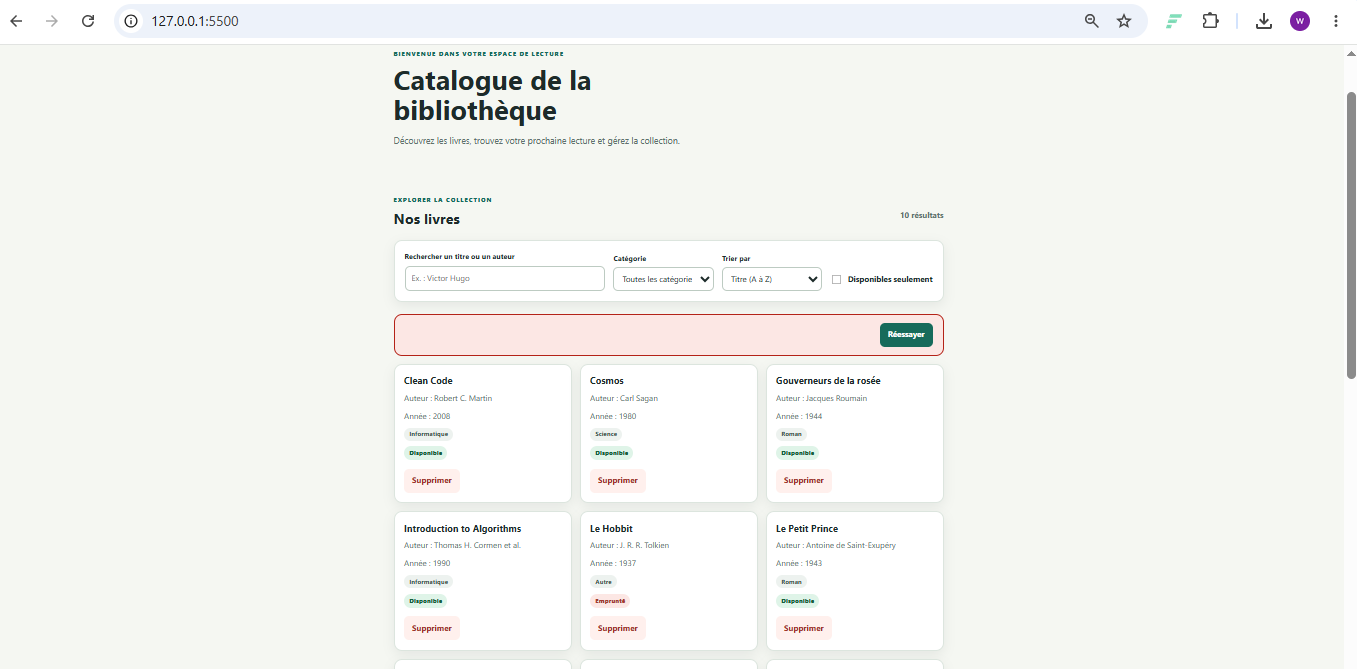 127.0.0.1:5500
W
BIENVENUE DANS VOTRE ESPACE DE LECTURE
Catalogue de la
bibliothèque
Découvrez les livres, trouvez votre prochaine lecture et gérez la collection.
EXPLORER LA COLLECTION
Nos livres
10 résultats
Rechercher un titre ou un auteur
Catégorie
Trier par
Ex. : Victor Hugo
Toutes les catégorie
Titre (A à Z)
Disponibles seulement
Réessayer
Clean Code
Auteur : Robert C. Martin
Année : 2008
Informatique
Disponible
Supprimer
Cosmos
Auteur : Carl Sagan
Année : 1980
Science
Disponible
Supprimer
Gouverneurs de la rosée
Auteur : Jacques Roumain
Année : 1944
Roman
Disponible
Supprimer
Introduction to Algorithms
Auteur : Thomas H. Cormen et al.
Année : 1990
Informatique
Disponible
Supprimer
Le Hobbit
Auteur : J. R. R. Tolkien
Année : 1937
Autre
Emprunté
Supprimer
Le Petit Prince
Auteur : Antoine de Saint-Exupéry
Année : 1943
Roman
Disponible
Supprimer